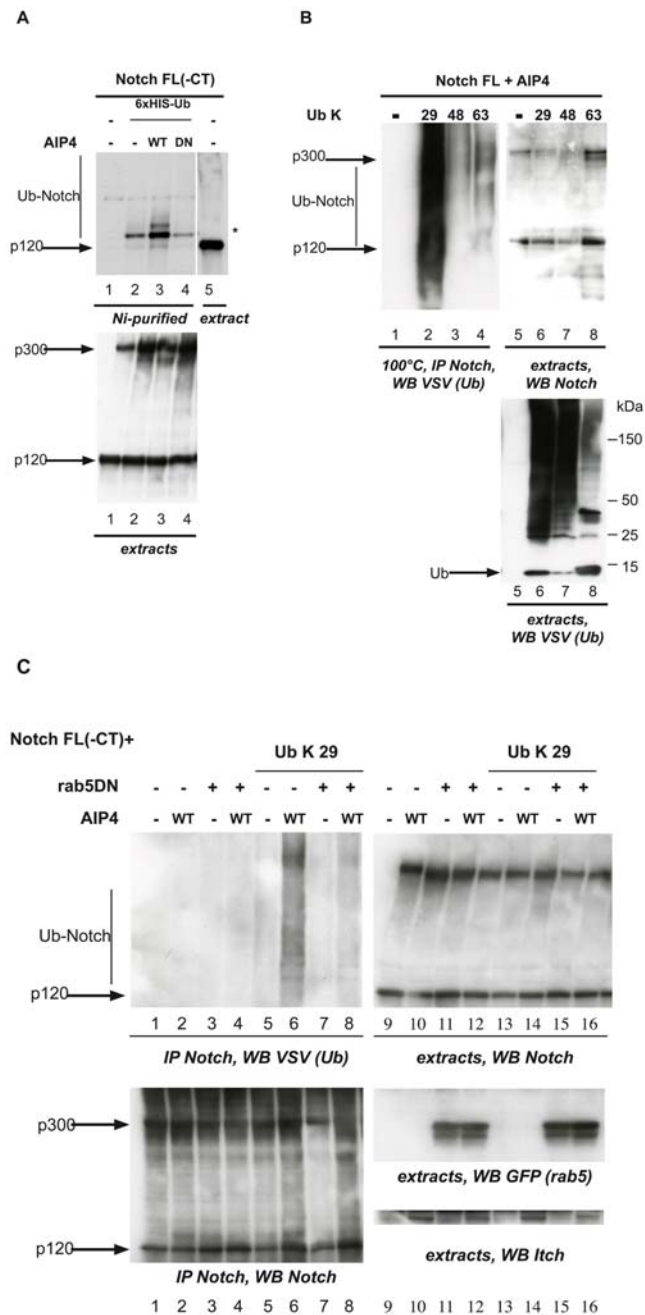 A
Notch FL(-CT)
6xHIS-Ub
- - WT DN -
AIP4
Ub-Notch
*
p120
1 2 3 4 5
Ni-purified extract
p300
p120
1 2 3 4
extracts
B
Notch FL + AIP4
Ub K - 29 48 63 - 29 48 63
p300
Ub-Notch
p120
1 2 3 4 5 6 7 8
100°C, IP Notch, WB VSV (Ub)
extracts, WB Notch
kDa
-150
- 50
- 25
- 15
Ub
5 6 7 8
extracts, WB VSV (Ub)
C
Notch FL(-CT)+
Ub K 29 Ub K 29
rab5DN - - + + - - + + - - + + - - + +
AIP4 - WT - WT - WT - WT - WT - WT - WT - WT
Ub-Notch
p120
1 2 3 4 5 6 7 8 9 10 11 12 13 14 15 16
IP Notch, WB VSV (Ub) extracts, WB Notch
p300
extracts, WB GFP (rab5)
p120
extracts, WB Itch
IP Notch, WB Notch
1 2 3 4 5 6 7 8 9 10 11 12 13 14 15 16